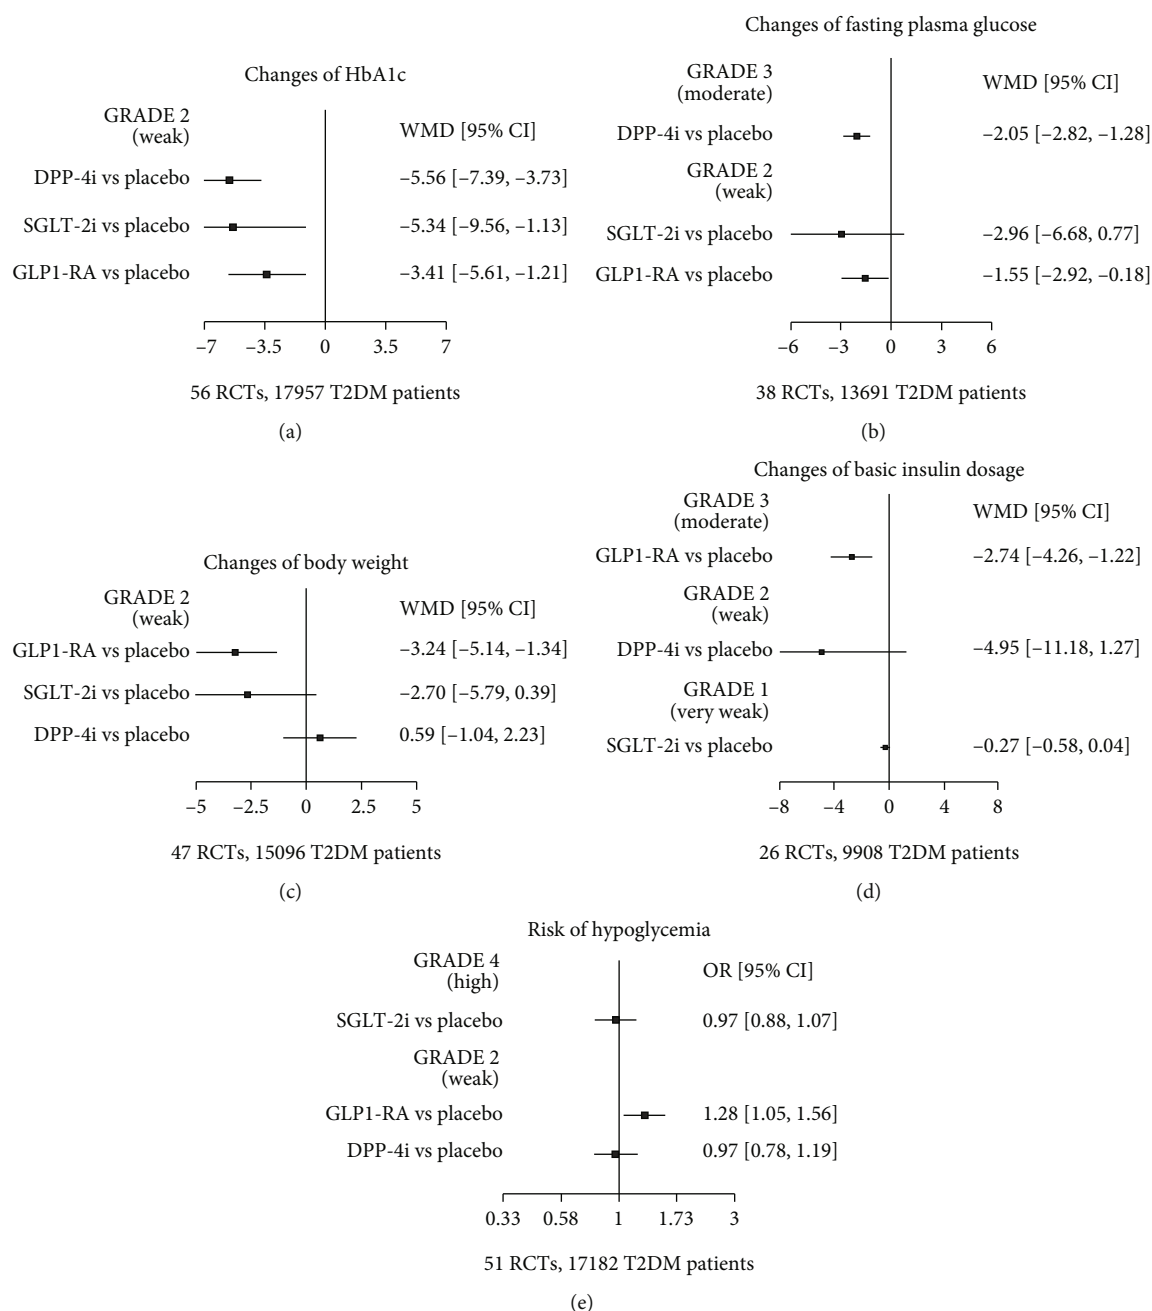 Changes of HbA1c
GRADE 2
(weak)
WMD [95% CI]
DPP-4i vs placebo
−5.56 [−7.39, −3.73]
SGLT-2i vs placebo
−5.34 [−9.56, −1.13]
GLP1-RA vs placebo
−3.41 [−5.61, −1.21]
−7 −3.5 0 3.5 7
56 RCTs, 17957 T2DM patients
(a)
Changes of fasting plasma glucose
GRADE 3
(moderate)
WMD [95% CI]
DPP-4i vs placebo
−2.05 [−2.82, −1.28]
GRADE 2
(weak)
SGLT-2i vs placebo
−2.96 [−6.68, 0.77]
GLP1-RA vs placebo
−1.55 [−2.92, −0.18]
−6 −3 0 3 6
38 RCTs, 13691 T2DM patients
(b)
Changes of body weight
GRADE 2
(weak)
WMD [95% CI]
GLP1-RA vs placebo
−3.24 [−5.14, −1.34]
SGLT-2i vs placebo
−2.70 [−5.79, 0.39]
DPP-4i vs placebo
0.59 [−1.04, 2.23]
−5 −2.5 0 2.5 5
47 RCTs, 15096 T2DM patients
(c)
Changes of basic insulin dosage
GRADE 3
(moderate)
WMD [95% CI]
GLP1-RA vs placebo
−2.74 [−4.26, −1.22]
GRADE 2
(weak)
DPP-4i vs placebo
−4.95 [−11.18, 1.27]
GRADE 1
(very weak)
SGLT-2i vs placebo
−0.27 [−0.58, 0.04]
−8 −4 0 4 8
26 RCTs, 9908 T2DM patients
(d)
Risk of hypoglycemia
GRADE 4
(high)
OR [95% CI]
SGLT-2i vs placebo
0.97 [0.88, 1.07]
GRADE 2
(weak)
GLP1-RA vs placebo
1.28 [1.05, 1.56]
DPP-4i vs placebo
0.97 [0.78, 1.19]
0.33 0.58 1 1.73 3
51 RCTs, 17182 T2DM patients
(e)